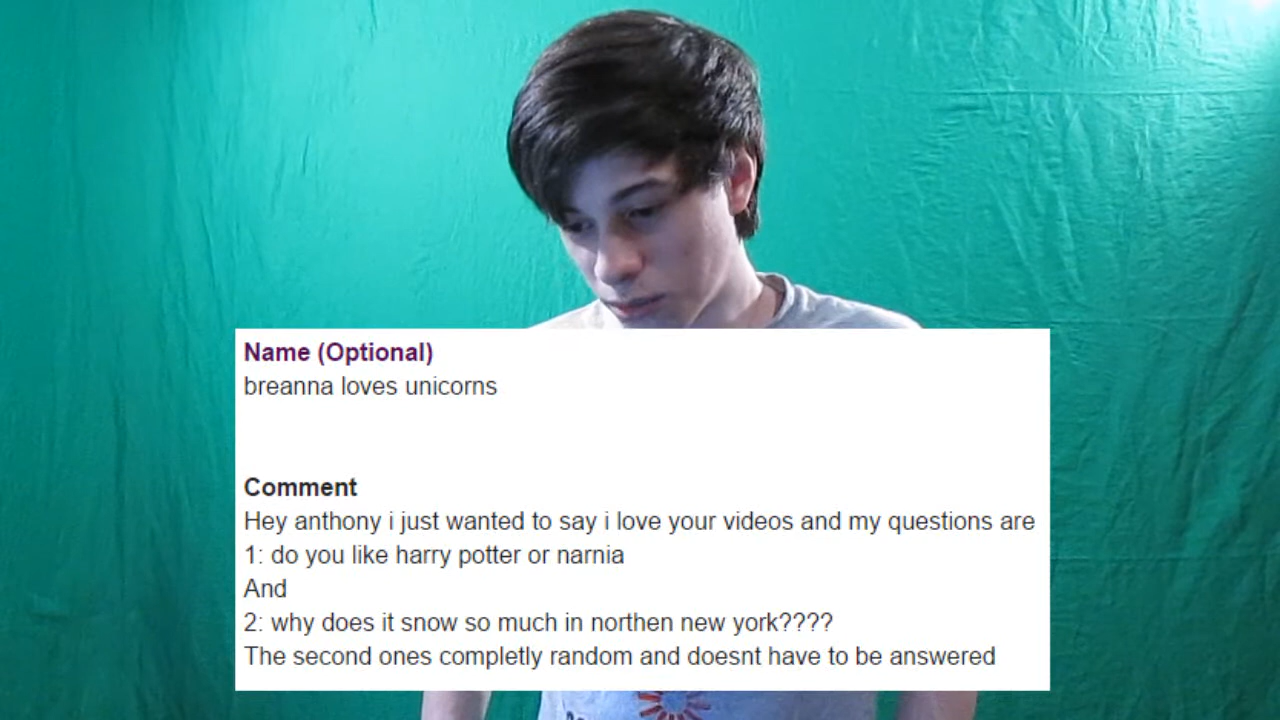 Name (Optional)
breanna loves unicorns
Comment
Hey anthony i just wanted to say i love your videos and my questions are
1: do you like harry potter or narnia
And
2: why does it snow so much in northen new york????
The second ones completly random and doesnt have to be answered